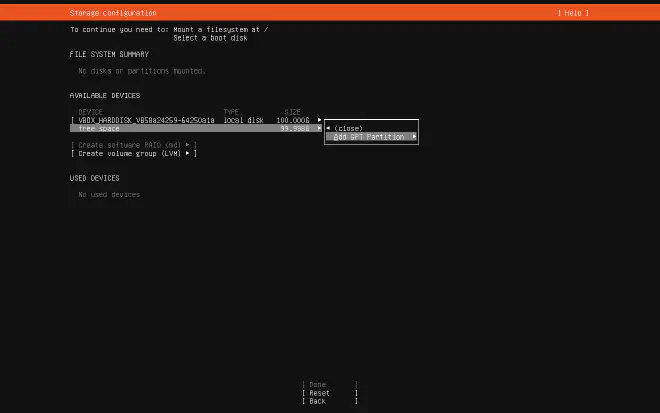 Storage configuration [ Help ]
To continue you need to: Mount a filesystem at /
Select a boot disk
FILE SYSTEM SUMMARY
No disks or partitions mounted.
AVAILABLE DEVICES
DEVICE TYPE SIZE
[ VBOX_HARDDISK_VB58a24259-64250a1a local disk 100.000G ▶
free space 99.998G ▶
◀ (close)
Add GPT Partition ▶
[ Create software RAID (md) ▶ ]
[ Create volume group (LVM) ▶ ]
USED DEVICES
No used devices
[ Done ]
[ Reset ]
[ Back ]